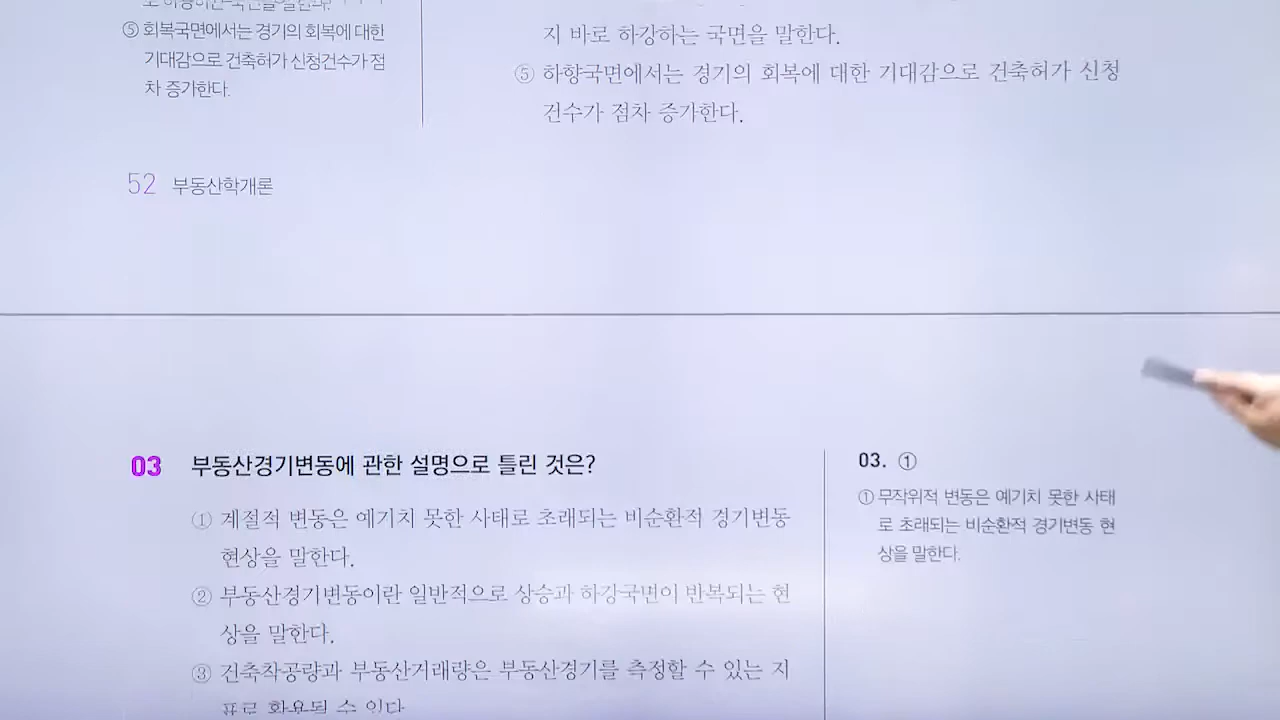 ⑤ 회복국면에서는 경기의 회복에 대한
기대감으로 건축허가 신청건수가 점
차 증가한다.
지 바로 하강하는 국면을 말한다.
⑤ 하향국면에서는 경기의 회복에 대한 기대감으로 건축허가 신청
건수가 점차 증가한다.
52 부동산학개론
03 부동산경기변동에 관한 설명으로 틀린 것은?
① 계절적 변동은 예기치 못한 사태로 초래되는 비순환적 경기변동
현상을 말한다.
② 부동산경기변동이란 일반적으로 상승과 하강국면이 반복되는 현
상을 말한다.
③ 건축착공량과 부동산거래량은 부동산경기를 측정할 수 있는 지
표로 활용될 수 있다
03. ①
① 무작위적 변동은 예기치 못한 사태
로 초래되는 비순환적 경기변동 현
상을 말한다.